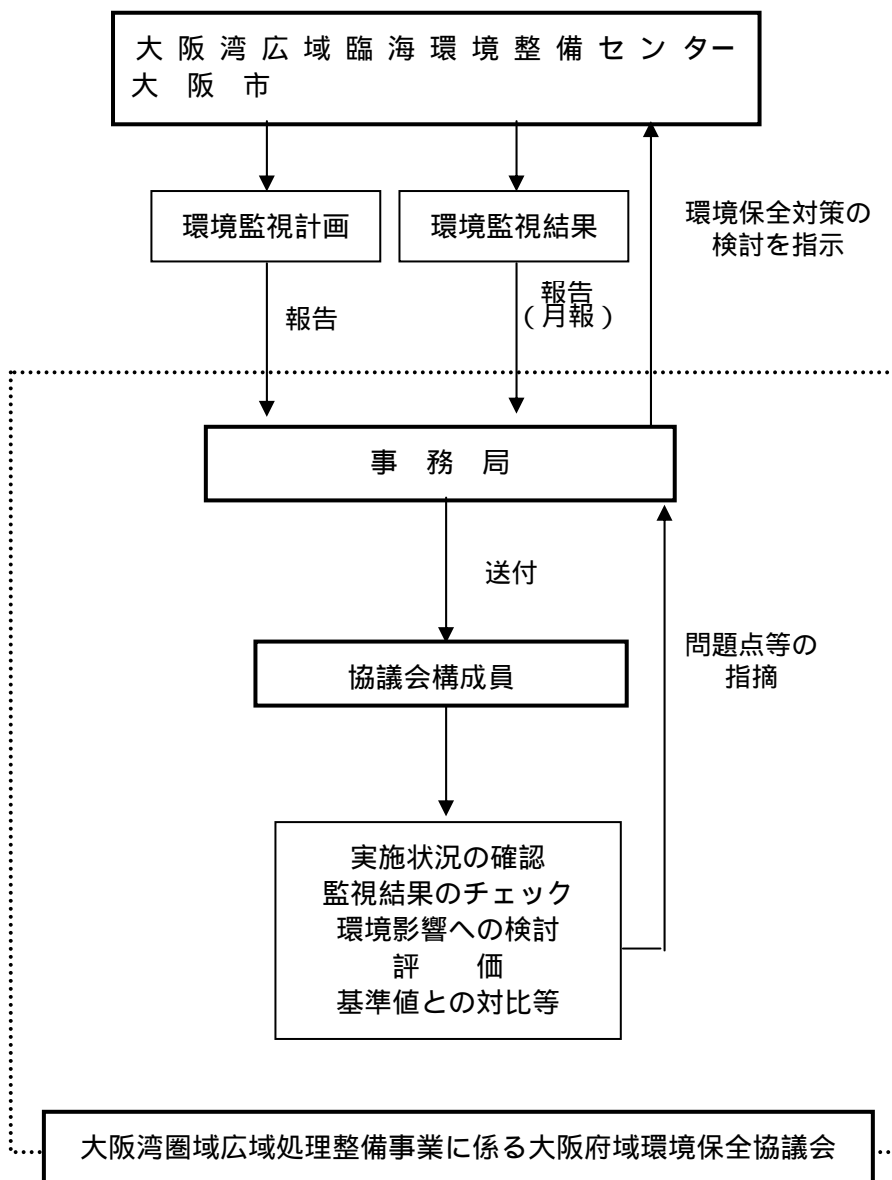 大阪湾広域臨海環境整備センター
大阪市
環境監視計画
環境監視結果
環境保全対策の
検討を指示
報告
報告
(月報)
事務局
送付
協議会構成員
問題点等の
指摘
実施状況の確認
監視結果のチェック
環境影響への検討
評　価
基準値との対比等
大阪湾圏域広域処理整備事業に係る大阪府域環境保全協議会